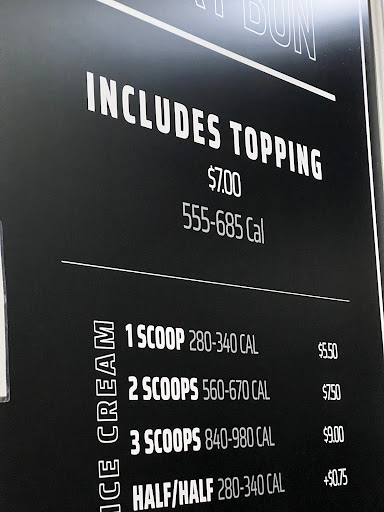 BUN
INCLUDES TOPPING
$7.00
555-685 Cal
ICE CREAM
1 SCOOP 280-340 CAL $5.50
2 SCOOPS 560-670 CAL $7.50
3 SCOOPS 840-980 CAL $9.00
HALF/HALF 280-340 CAL +$0.75